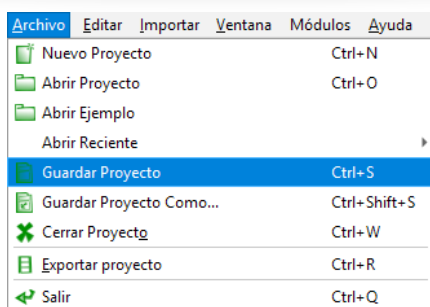 Archivo Editar Importar Ventana Módulos Ayuda
Nuevo Proyecto Ctrl+N
Abrir Proyecto Ctrl+O
Abrir Ejemplo
Abrir Reciente
Guardar Proyecto Ctrl+S
Guardar Proyecto Como... Ctrl+Shift+S
Cerrar Proyecto Ctrl+W
Exportar proyecto Ctrl+R
Salir Ctrl+Q